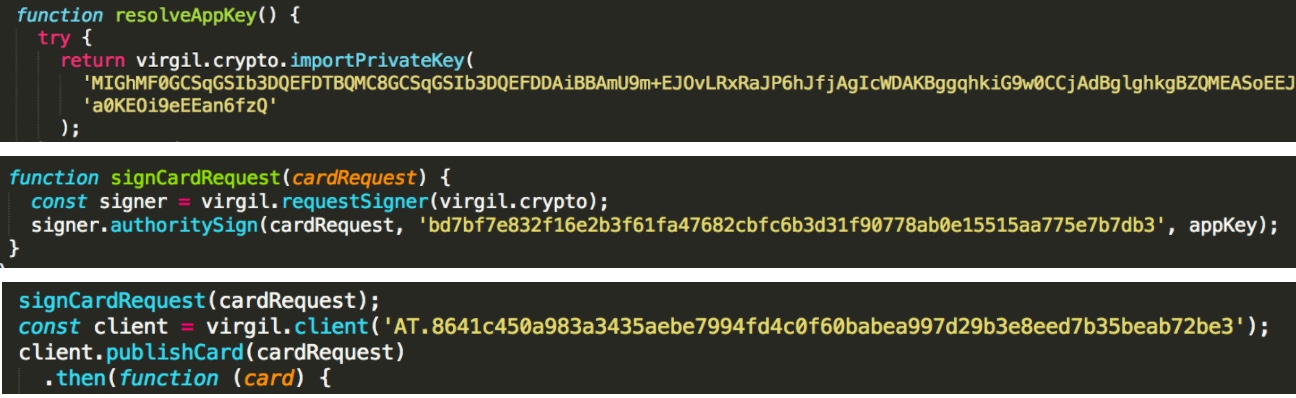 function resolveAppKey() {
try {
return virgil.crypto.importPrivateKey(
'MIGhMF0GCSqGSIb3DQEFDTBQMC8GCSqGSIb3DQEFDDAiBBAmU9m+EJOvLRxRaJP6hJfjAgIcWDAKBggqhkiG9w0CCjAdBglghkgBZQMEASoEEJ
'a0KEOi9eEEan6fzQ'
);
function signCardRequest(cardRequest) {
const signer = virgil.requestSigner(virgil.crypto);
signer.authoritySign(cardRequest, 'bd7bf7e832f16e2b3f61fa47682cbfc6b3d31f90778ab0e15515aa775e7b7db3', appKey);
}
signCardRequest(cardRequest);
const client = virgil.client('AT.8641c450a983a3435aebe7994fd4c0f60babea997d29b3e8eed7b35beab72be3');
client.publishCard(cardRequest)
.then(function (card) {